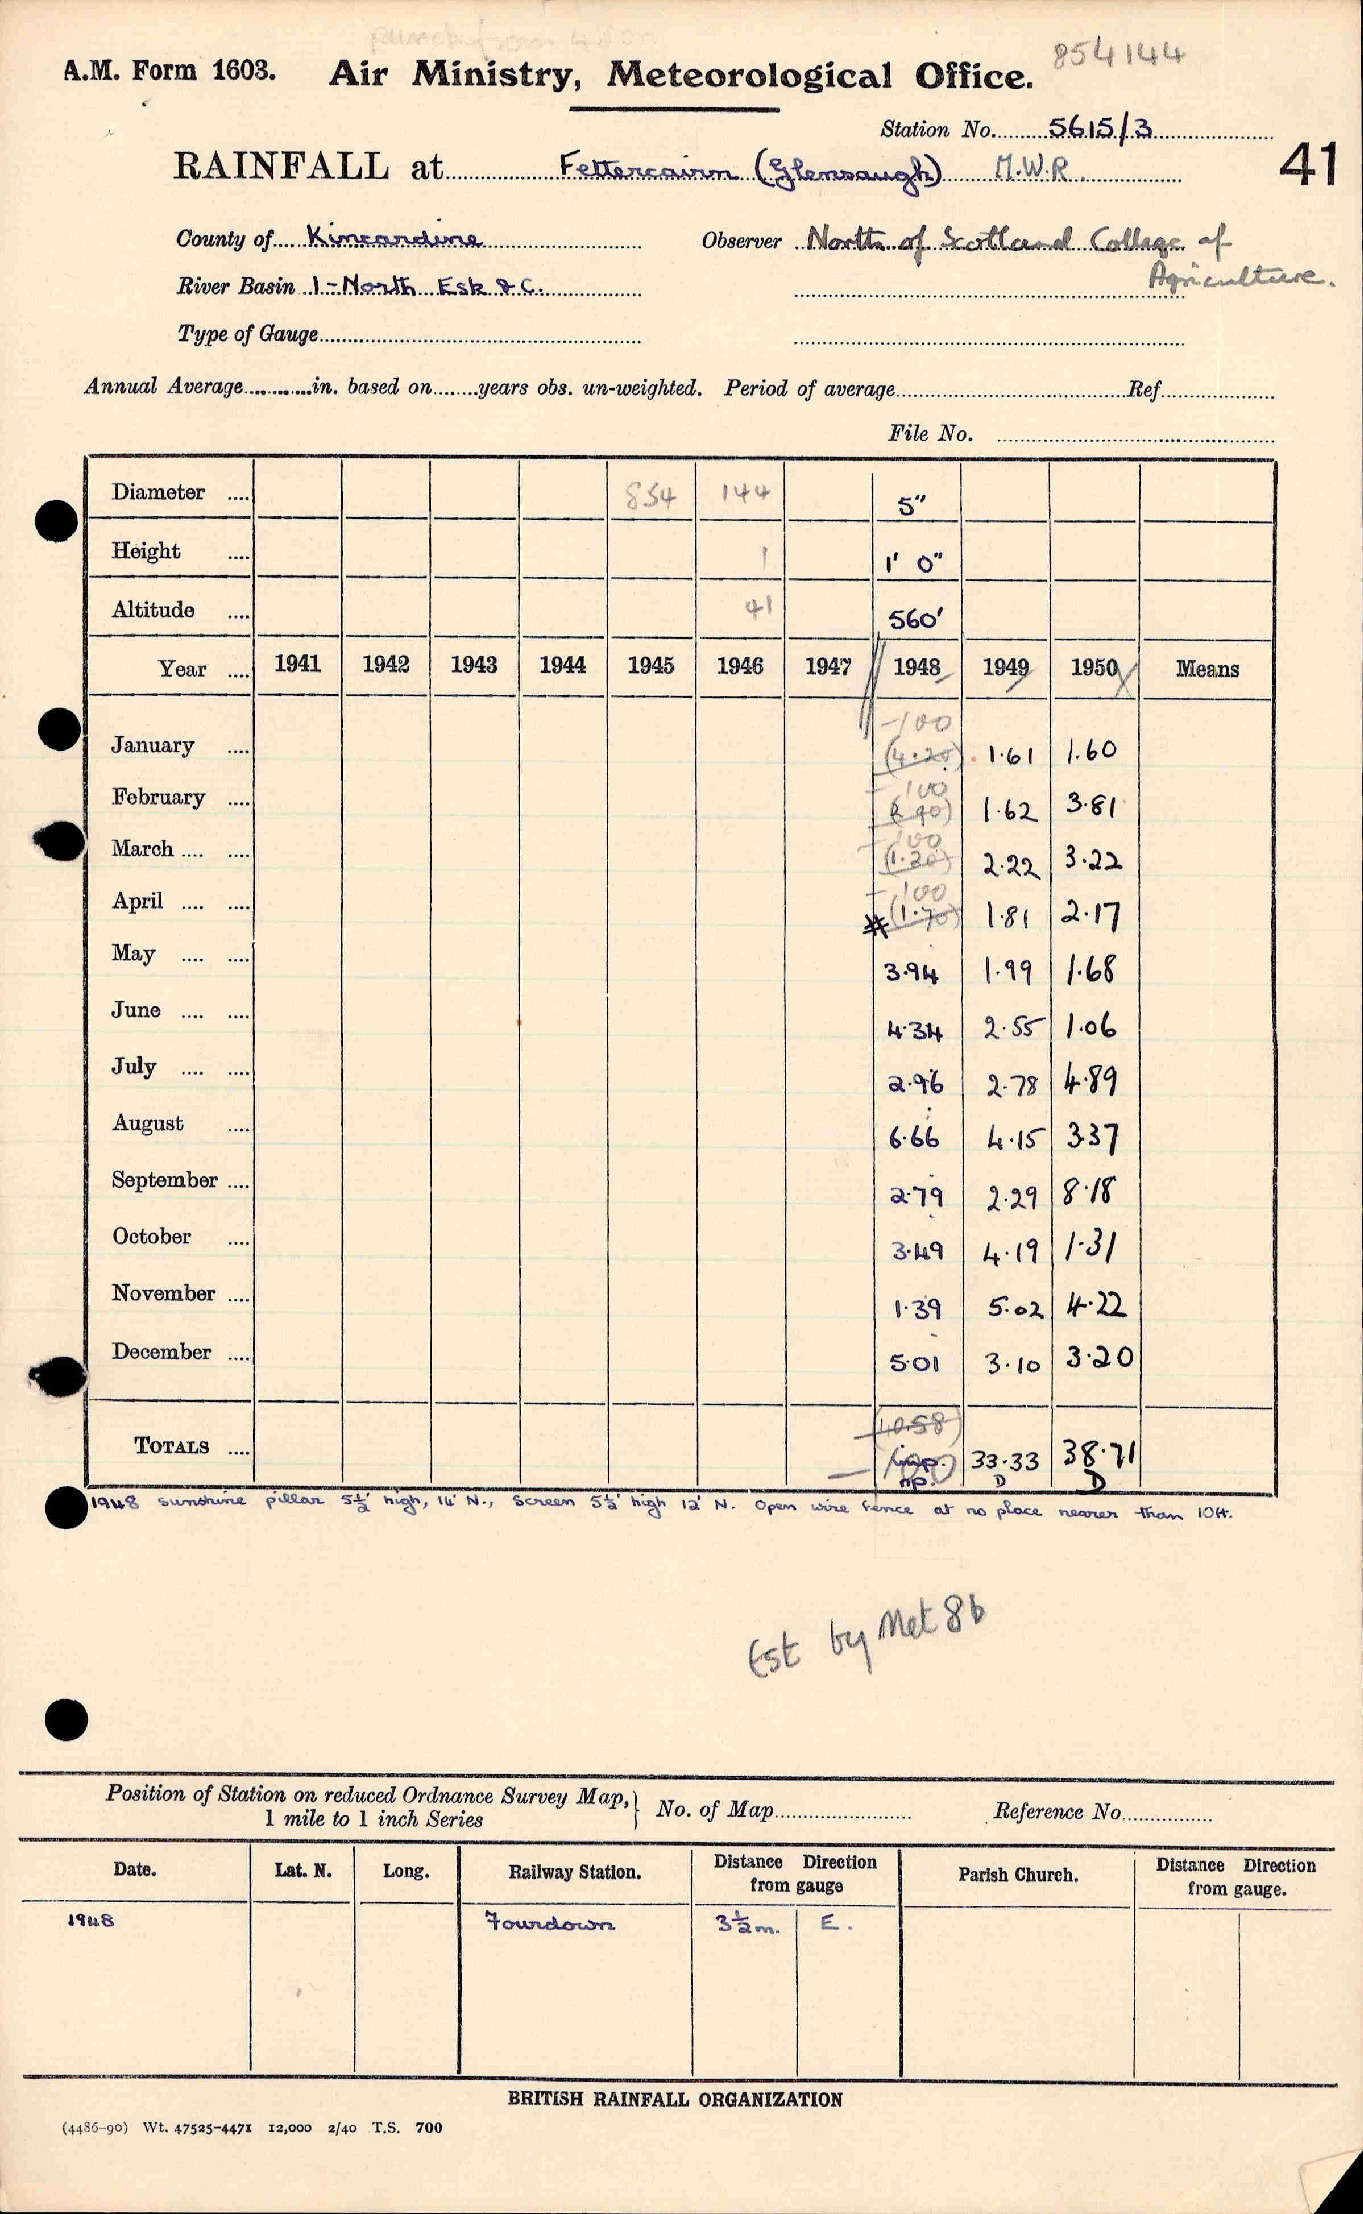 854144
A.M. Form 1603. Air Ministry, Meteorological Office.
Station No. 5615/3
RAINFALL at Fettercairn (Glensaugh) M.W.R. 41
County of Kincardine Observer North of Scotland College of
Agriculture.
River Basin 1-North Esk &C.
Type of Gauge
Annual Average in. based on years obs. un-weighted. Period of average Ref
File No.
Diameter 854 144 5"
Height 1 1' 0"
Altitude 41 560'
Year 1941 1942 1943 1944 1945 1946 1947 1948 1949 1950 Means
-100
January (4.20) 1.61 1.60
-100
February 1.62 3.81
-100
March (1.20) 2.22 3.22
-100
April #(1.70) 1.81 2.17
May 3.94 1.99 1.68
June 4.34 2.55 1.06
July 2.96 2.78 4.89
August 6.66 4.15 3.37
September 2.79 2.29 8.18
October 3.49 4.19 1.31
November 1.39 5.02 4.22
December 5.01 3.10 3.20
(40.58)
TOTALS -100 imp. 33.33 38.71
np. D D
1948 Sunshine pillar 5½' high, 14' N., Screen 5½' high 12' N. Open wire fence at no place nearer than 10ft.
Est by Met 8b
Position of Station on reduced Ordnance Survey Map,
1 mile to 1 inch Series
No. of Map Reference No.
Date. Lat. N. Long. Railway Station. Distance Direction from gauge Parish Church. Distance Direction from gauge.
1948 Fourdown 3½m. E.
BRITISH RAINFALL ORGANIZATION
(4486-90) Wt. 47525-4471 12,000 2/40 T.S. 700